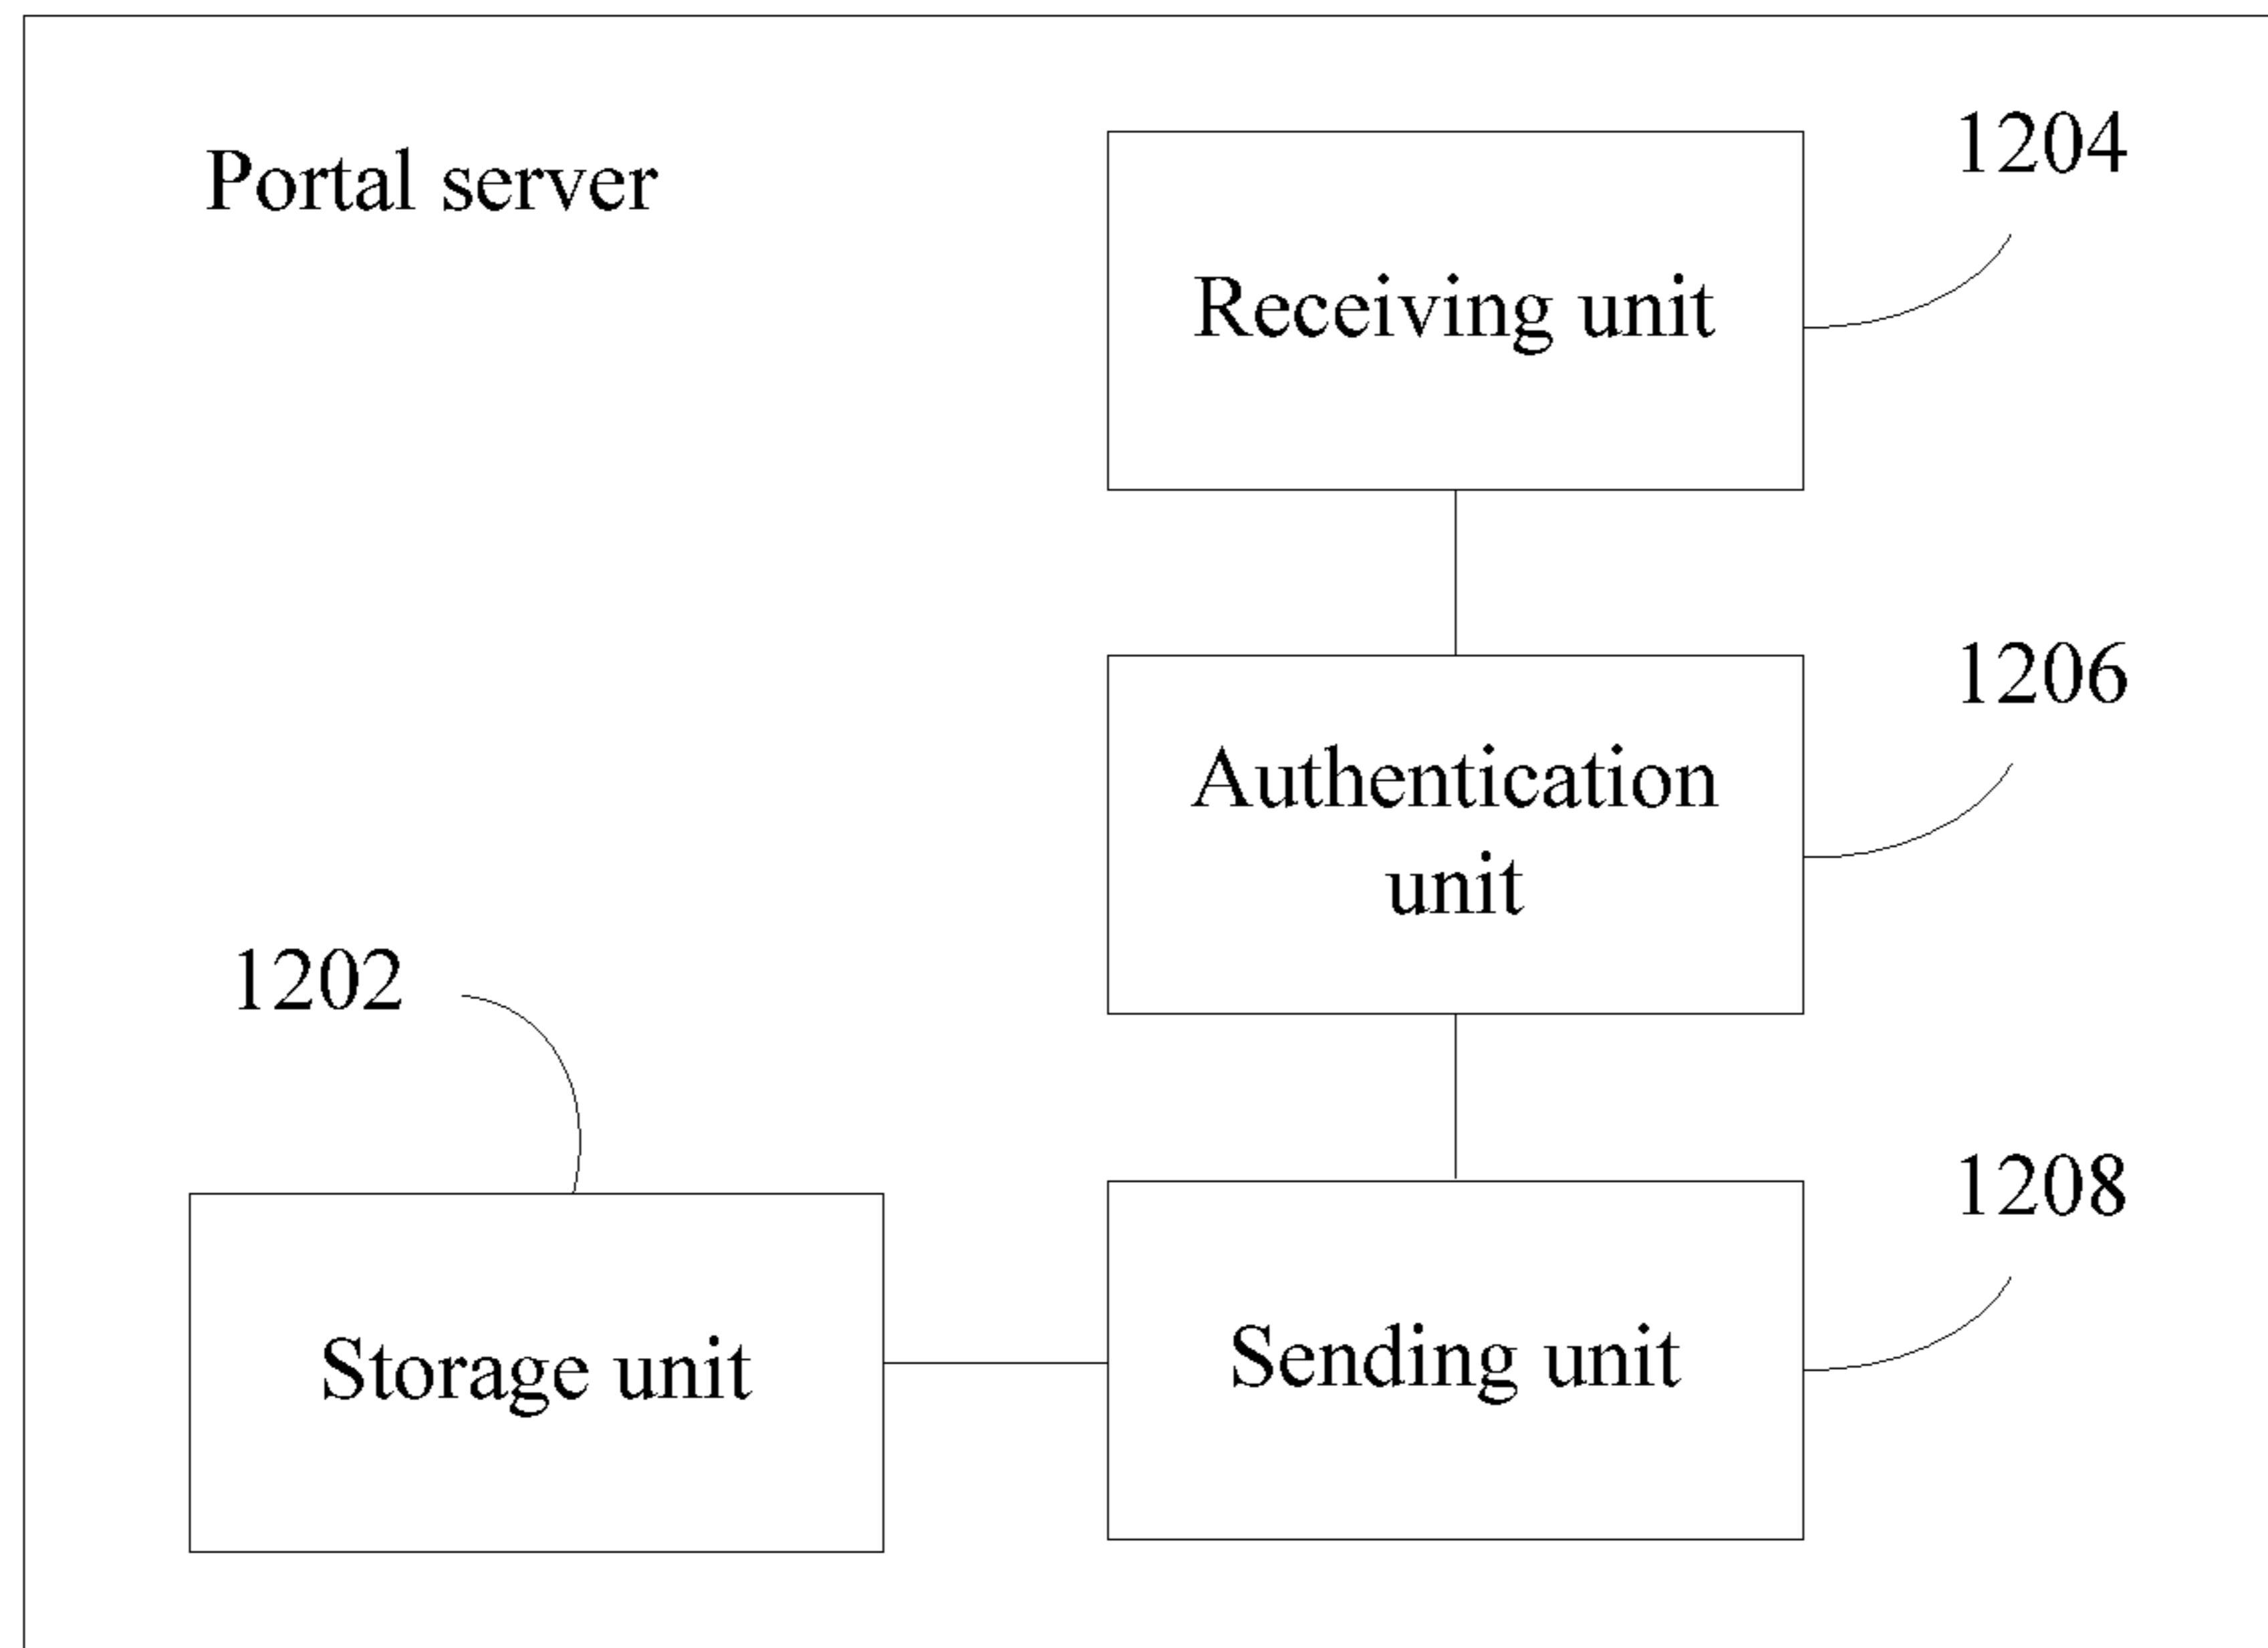 Portal server
1204
Receiving unit
1206
Authentication
unit
1202
1208
Storage unit
Sending unit